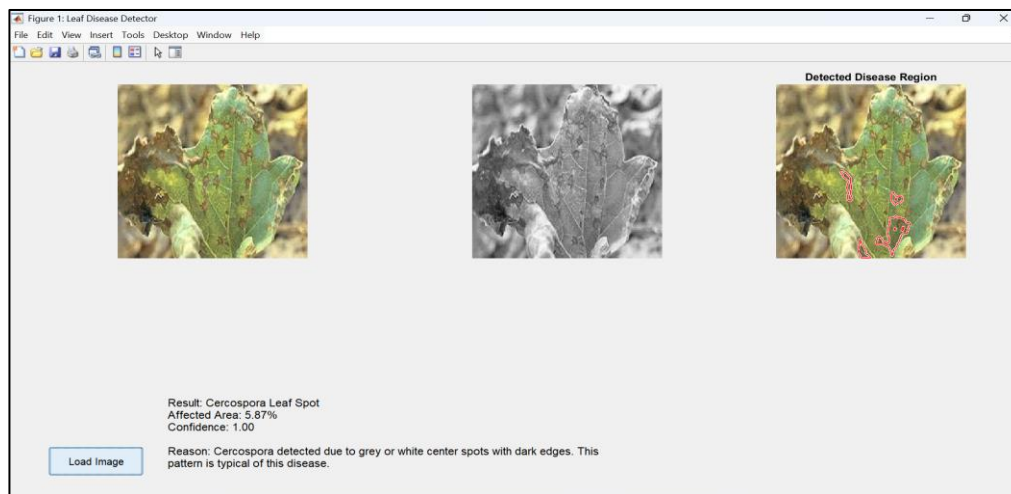 Figure 1: Leaf Disease Detector
File Edit View Insert Tools Desktop Window Help
Detected Disease Region
Result: Cercospora Leaf Spot
Affected Area: 5.87%
Confidence: 1.00
Reason: Cercospora detected due to grey or white center spots with dark edges. This
pattern is typical of this disease.
Load Image